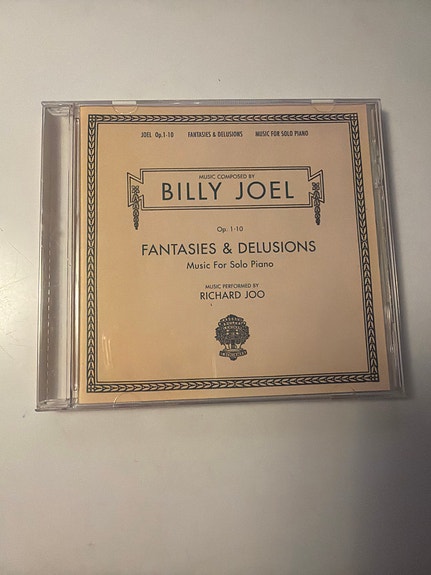 JOEL Op.1-10 FANTASIES & DELUSIONS MUSIC FOR SOLO PIANO
MUSIC COMPOSED BY
BILLY JOEL
Op. 1-10
FANTASIES & DELUSIONS
Music For Solo Piano
MUSIC PERFORMED BY
RICHARD JOO